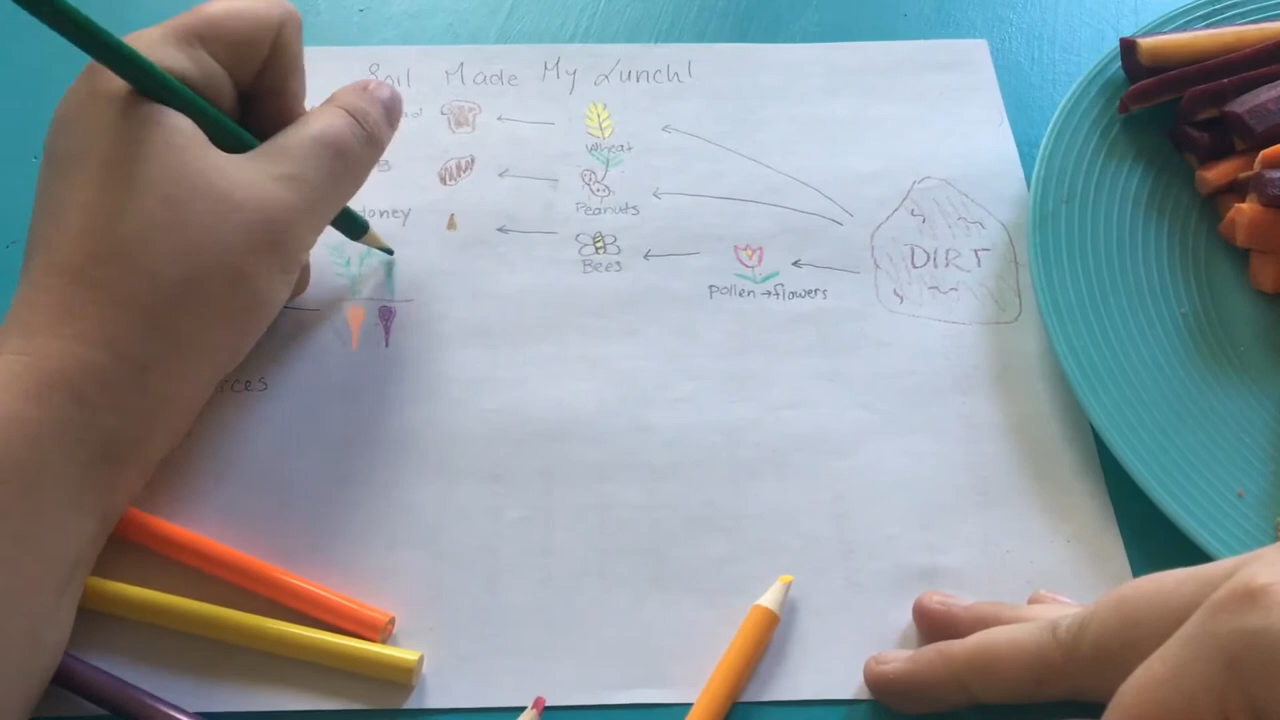 Soil Made My Lunch!
Wheat
Peanuts
Honey
Bees
DIRT
pollen →flowers